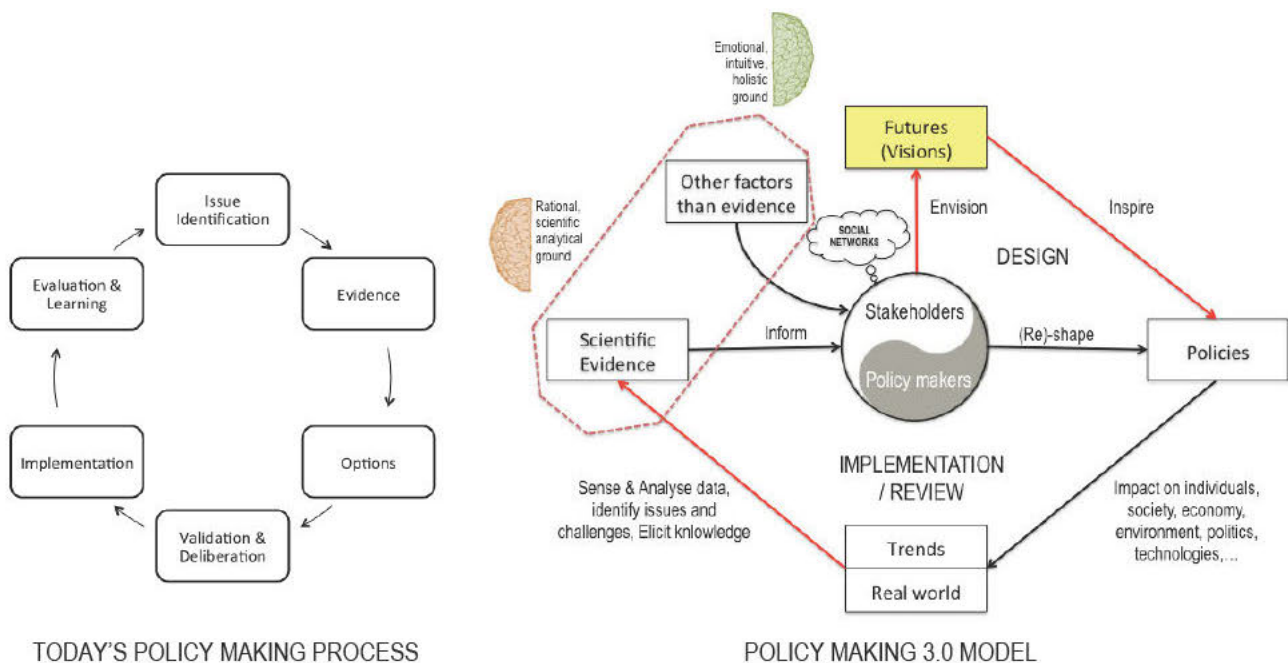 Issue
Identification
Evidence
Options
Validation &
Deliberation
Implementation
Evaluation &
Learning
TODAY'S POLICY MAKING PROCESS
Emotional,
intuitive,
holistic
ground
Rational,
scientific
analytical
ground
Other factors
than evidence
Futures
(Visions)
SOCIAL
NETWORKS
Envision
Inspire
DESIGN
Scientific
Evidence
Inform
Stakeholders
Policy makers
(Re)-shape
Policies
IMPLEMENTATION
/ REVIEW
Sense & Analyse data,
identify issues and
challenges, Elicit kniowledge
Impact on individuals,
society, economy,
environment, politics,
technologies,...
Trends
Real world
POLICY MAKING 3.0 MODEL